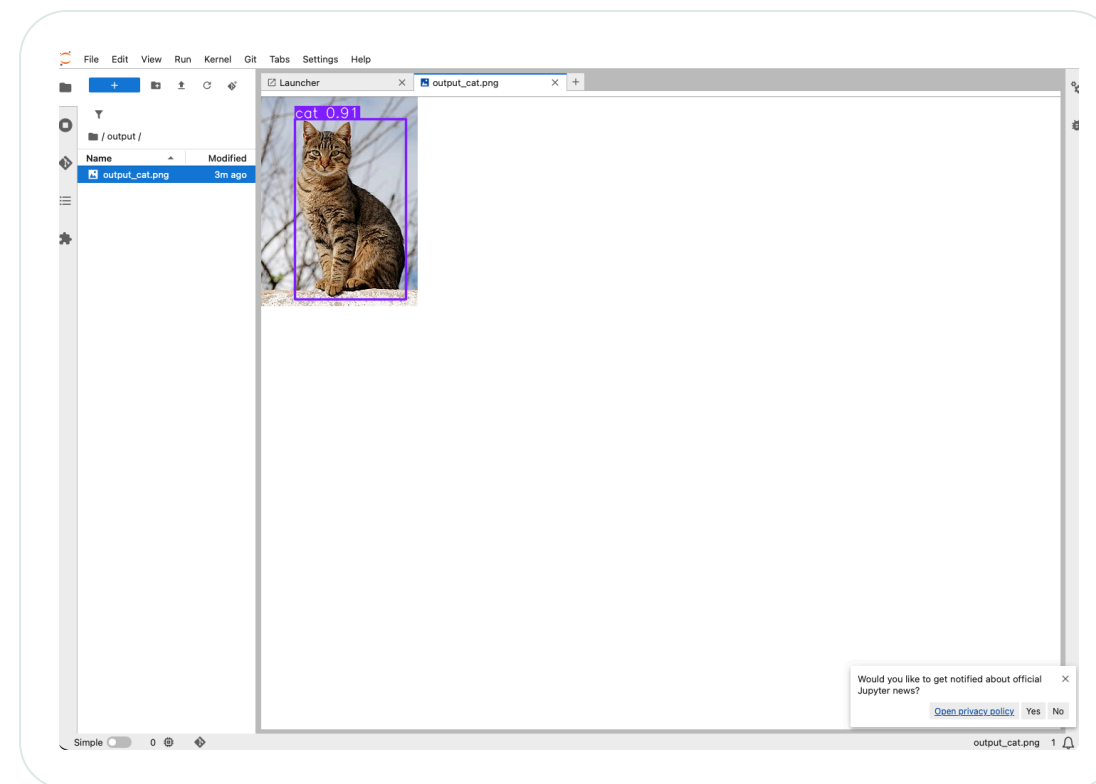 File Edit View Run Kernel Git Tabs Settings Help
+
Launcher
output_cat.png
+
/ output /
Name Modified
output_cat.png 3m ago
cat 0.91
Would you like to get notified about official
Jupyter news?
Open privacy policy Yes No
Simple 0 output_cat.png 1